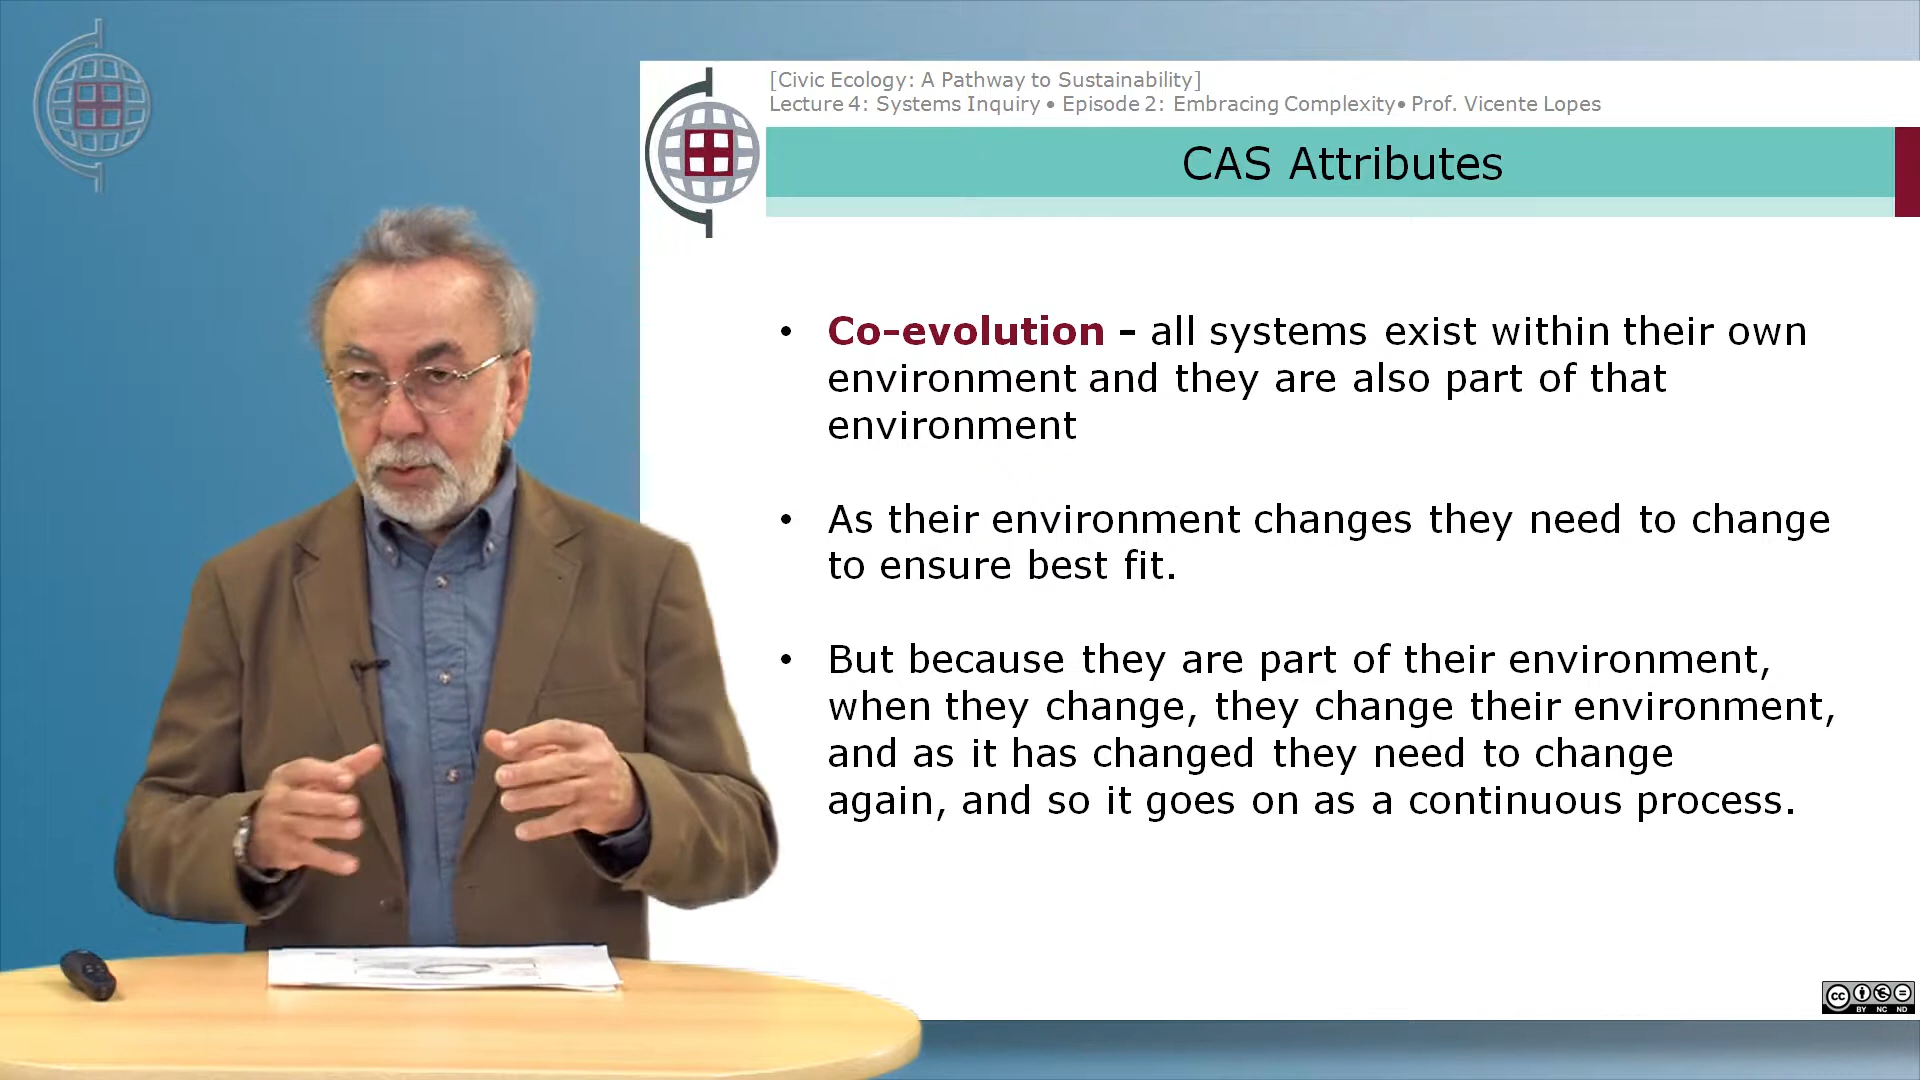 [Civic Ecology: A Pathway to Sustainability]
Lecture 4: Systems Inquiry • Episode 2: Embracing Complexity• Prof. Vicente Lopes
CAS Attributes
• Co-evolution – all systems exist within their own
environment and they are also part of that
environment
• As their environment changes they need to change
to ensure best fit.
• But because they are part of their environment,
when they change, they change their environment,
and as it has changed they need to change
again, and so it goes on as a continuous process.
cc
BY NC ND